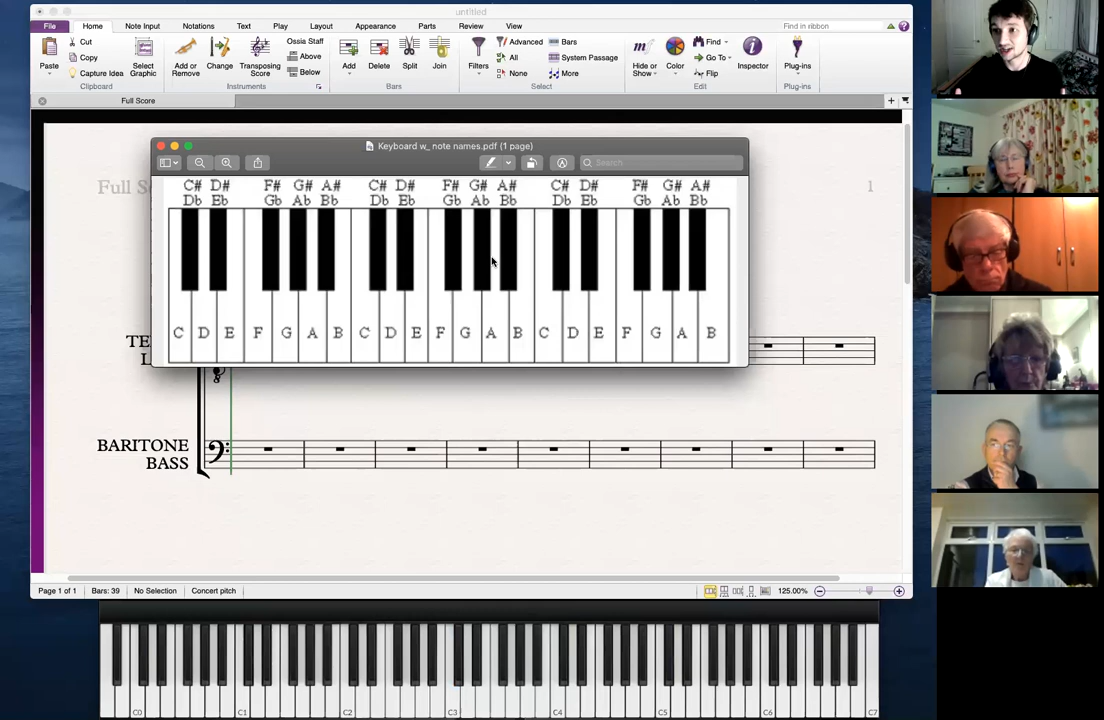 untitled
File Home Note Input Notations Text Play Layout Appearance Parts Review View Find in ribbon
Paste Cut Copy Capture Idea Select Graphic Add or Remove Change Transposing Score Ossia Staff Above Below Add Delete Split Join Filters Advanced All None Bars System Passage More Hide or Show Color Find Go To Flip Inspector Plug-ins
Clipboard Instruments Bars Select Edit Plug-ins
Full Score
Keyboard w_ note names.pdf (1 page)
Search
Full S 1
C# D# F# G# A# C# D# F# G# A# C# D# F# G# A#
Db Eb Gb Ab Bb Db Eb Gb Ab Bb Db Eb Gb Ab Bb
C D E F G A B C D E F G A B C D E F G A B
TE
L
8
BARITONE
BASS
Page 1 of 1 Bars: 39 No Selection Concert pitch 125.00%
C0 C1 C2 C3 C4 C5 C6 C7